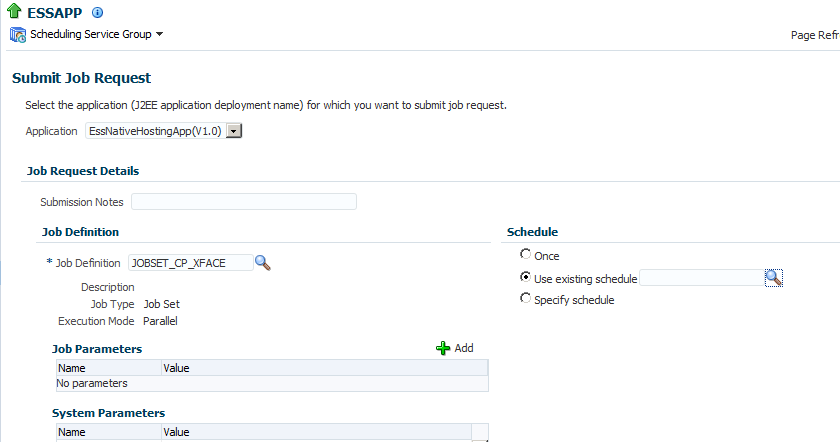 ESSAPP
Scheduling Service Group
Page Refr
Submit Job Request
Select the application (J2EE application deployment name) for which you want to submit job request.
Application EssNativeHostingApp(V1.0)
Job Request Details
Submission Notes
Job Definition
* Job Definition JOBSET_CP_XFACE
Description
Job Type Job Set
Execution Mode Parallel
Schedule
Once
Use existing schedule
Specify schedule
Job Parameters Add
Name Value
No parameters
System Parameters
Name Value